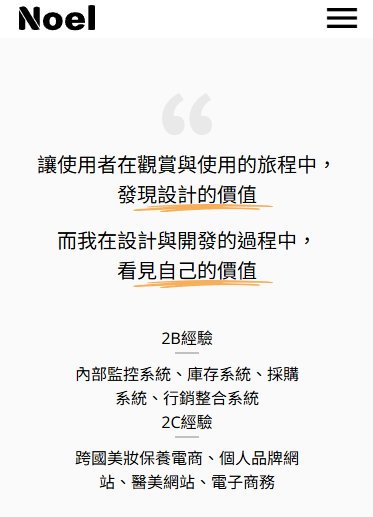 Noel
讓使用者在觀賞與使用的旅程中，
發現設計的價值
而我在設計與開發的過程中，
看見自己的價值
2B經驗
內部監控系統、庫存系統、採購
系統、行銷整合系統
2C經驗
跨國美妝保養電商、個人品牌網
站、醫美網站、電子商務